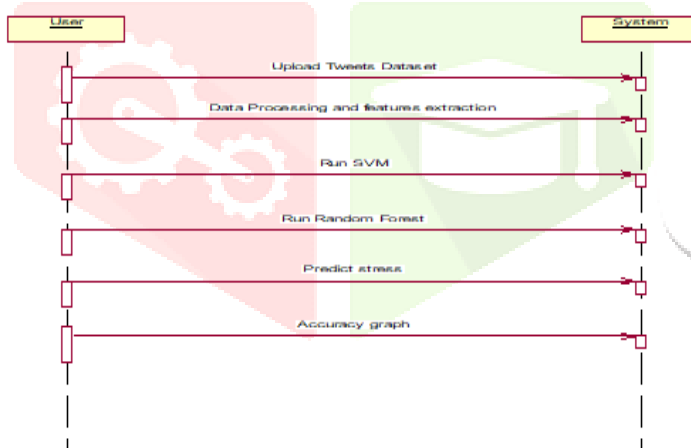 User
System
Upload Tweets Dataset
Data Processing and features extraction
Run SVM
Run Random Forest
Predict stress
Accuracy graph